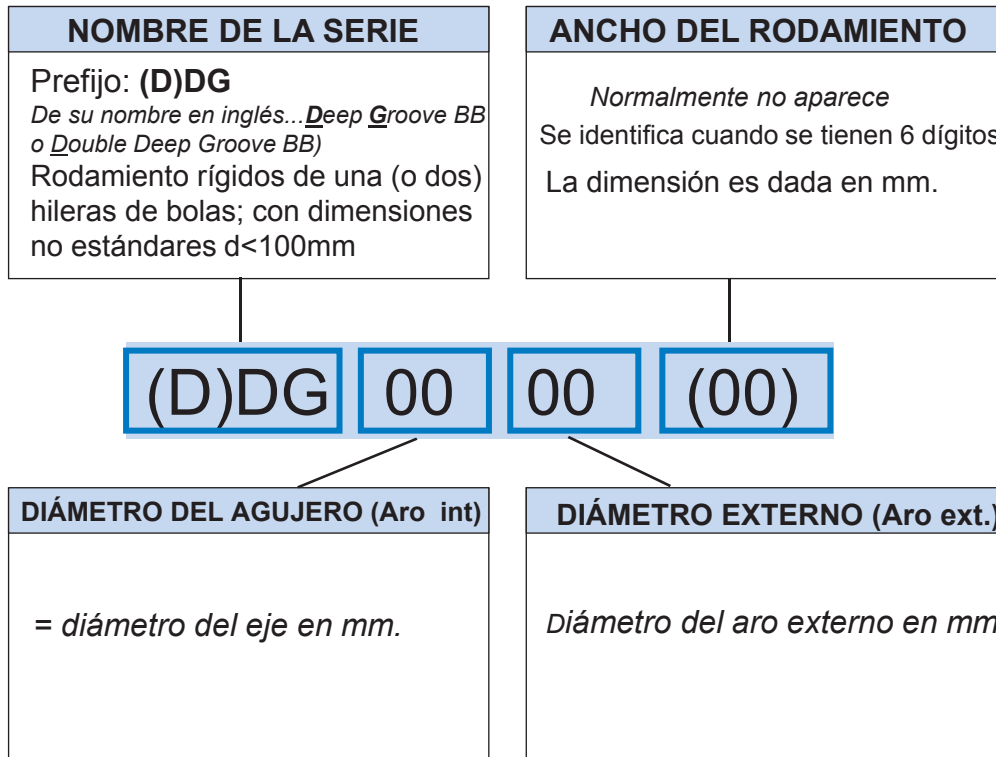 NOMBRE DE LA SERIE
Prefijo: (D)DG
De su nombre en inglés...Deep Groove BB
o Double Deep Groove BB)
Rodamiento rígidos de una (o dos)
hileras de bolas; con dimensiones
no estándares d<100mm
ANCHO DEL RODAMIENTO
Normalmente no aparece
Se identifica cuando se tienen 6 dígitos
La dimensión es dada en mm.
(D)DG 00 00 (00)
DIÁMETRO DEL AGUJERO (Aro int)
= diámetro del eje en mm.
DIÁMETRO EXTERNO (Aro ext.)
Diámetro del aro externo en mm